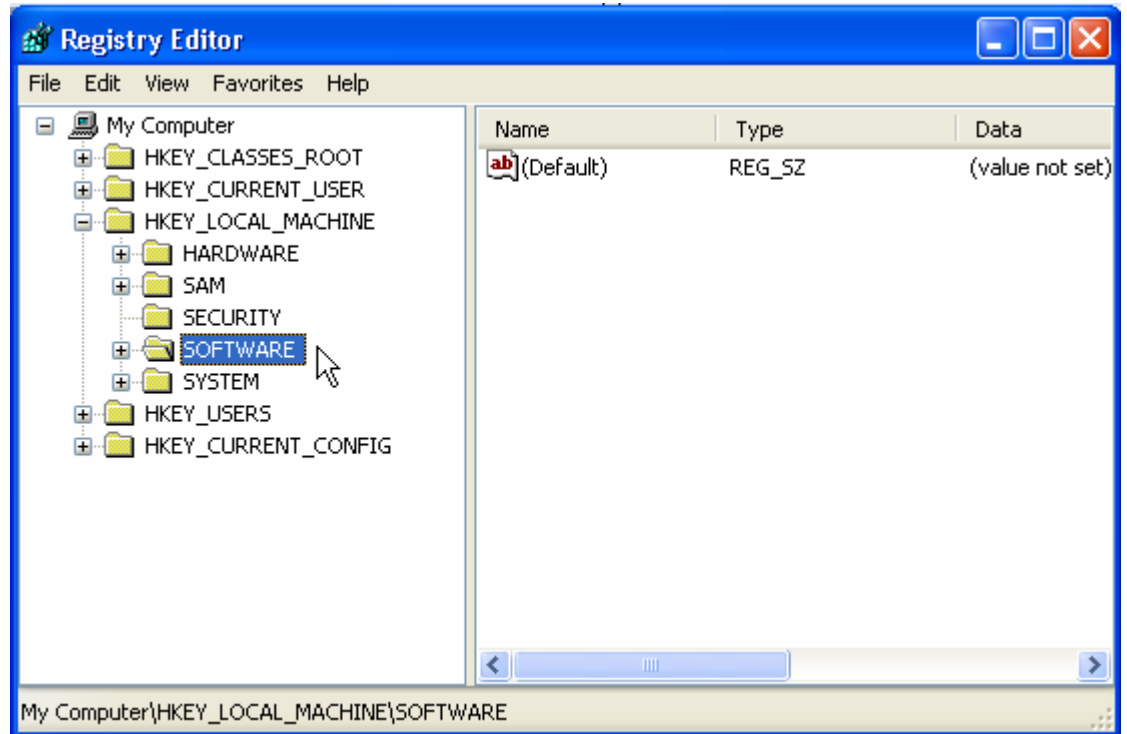 Registry Editor
File Edit View Favorites Help
My Computer
HKEY_CLASSES_ROOT
HKEY_CURRENT_USER
HKEY_LOCAL_MACHINE
HARDWARE
SAM
SECURITY
SOFTWARE
SYSTEM
HKEY_USERS
HKEY_CURRENT_CONFIG
Name Type Data
ab (Default) REG_SZ (value not set)
My Computer\HKEY_LOCAL_MACHINE\SOFTWARE